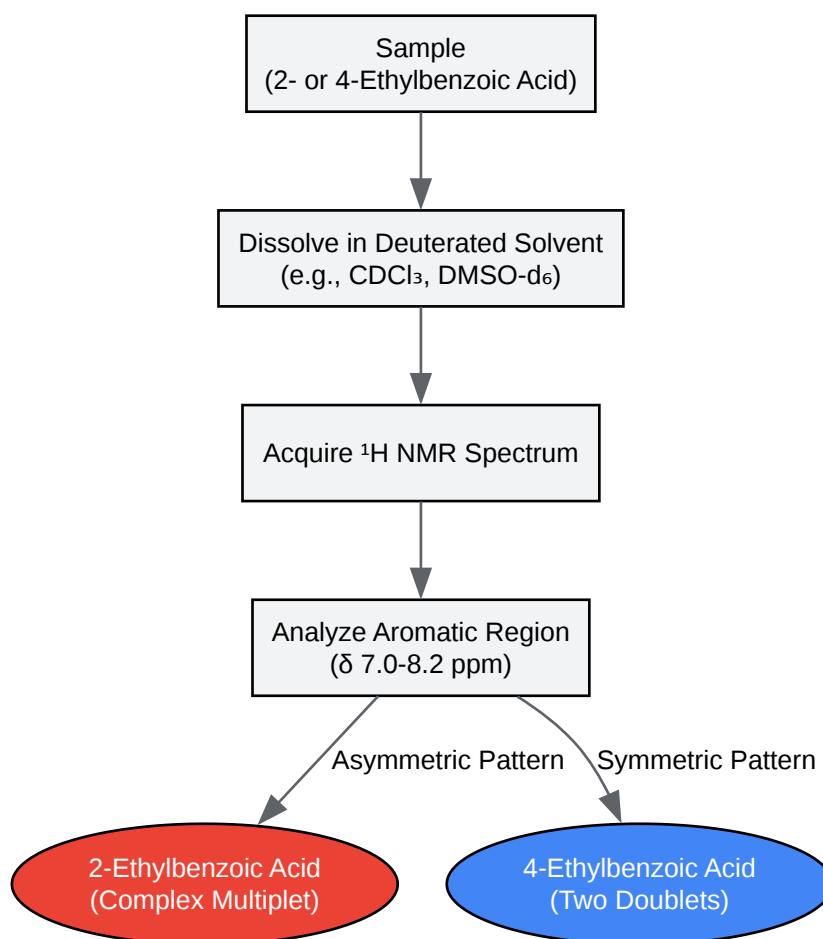 Sample
(2- or 4-Ethylbenzoic Acid)
Dissolve in Deuterated Solvent
(e.g., CDCl₃, DMSO-d₆)
Acquire ¹H NMR Spectrum
Analyze Aromatic Region
(δ 7.0-8.2 ppm)
Asymmetric Pattern
Symmetric Pattern
2-Ethylbenzoic Acid
(Complex Multiplet)
4-Ethylbenzoic Acid
(Two Doublets)